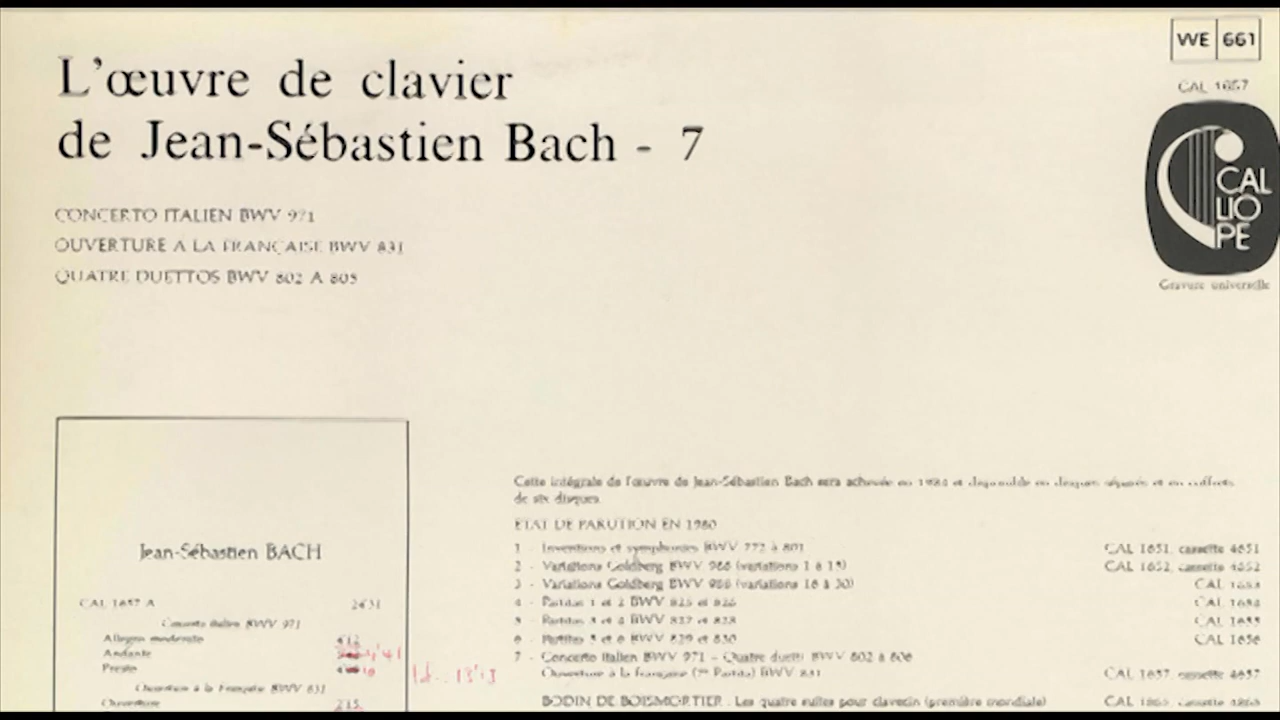 WE 661
CAL 1657
L'œuvre de clavier
de Jean-Sébastien Bach - 7
CALLIOPE
Gravure universelle
CONCERTO ITALIEN BWV 971
OUVERTURE A LA FRANÇAISE BWV 831
QUATRE DUETTOS BWV 802 A 805
Jean-Sébastien BACH
CAL 1657 A
Concerto italien BWV 971
Allegro moderato
Andante
Presto
Ouverture à la Française BWV 831
Ouverture
Cette intégrale de l'œuvre de Jean-Sébastien Bach sera achevée en 1984 et disponible en disques séparés et en coffrets
de six disques
ETAT DE PARUTION EN 1980
1 - Inventions et symphonies BWV 772 à 801 CAL 1651, cassette 4651
2 - Variations Goldberg BWV 988 (variations 1 à 15) CAL 1652, cassette 4652
3 - Variations Goldberg BWV 988 (variations 16 à 30) CAL 1653
4 - Partitas 1 et 2 BWV 825 et 826 CAL 1654
5 - Partitas 3 et 4 BWV 827 et 828 CAL 1655
6 - Partitas 5 et 6 BWV 829 et 830 CAL 1656
7 - Concerto italien BWV 971 - Quatre duetti BWV 802 à
Ouverture à la française Partita) BWV 831 CAL 1657, cassette 4657
BODIN DE BOISMORTIER : Les quatre suites pour clavecin (première mondiale)